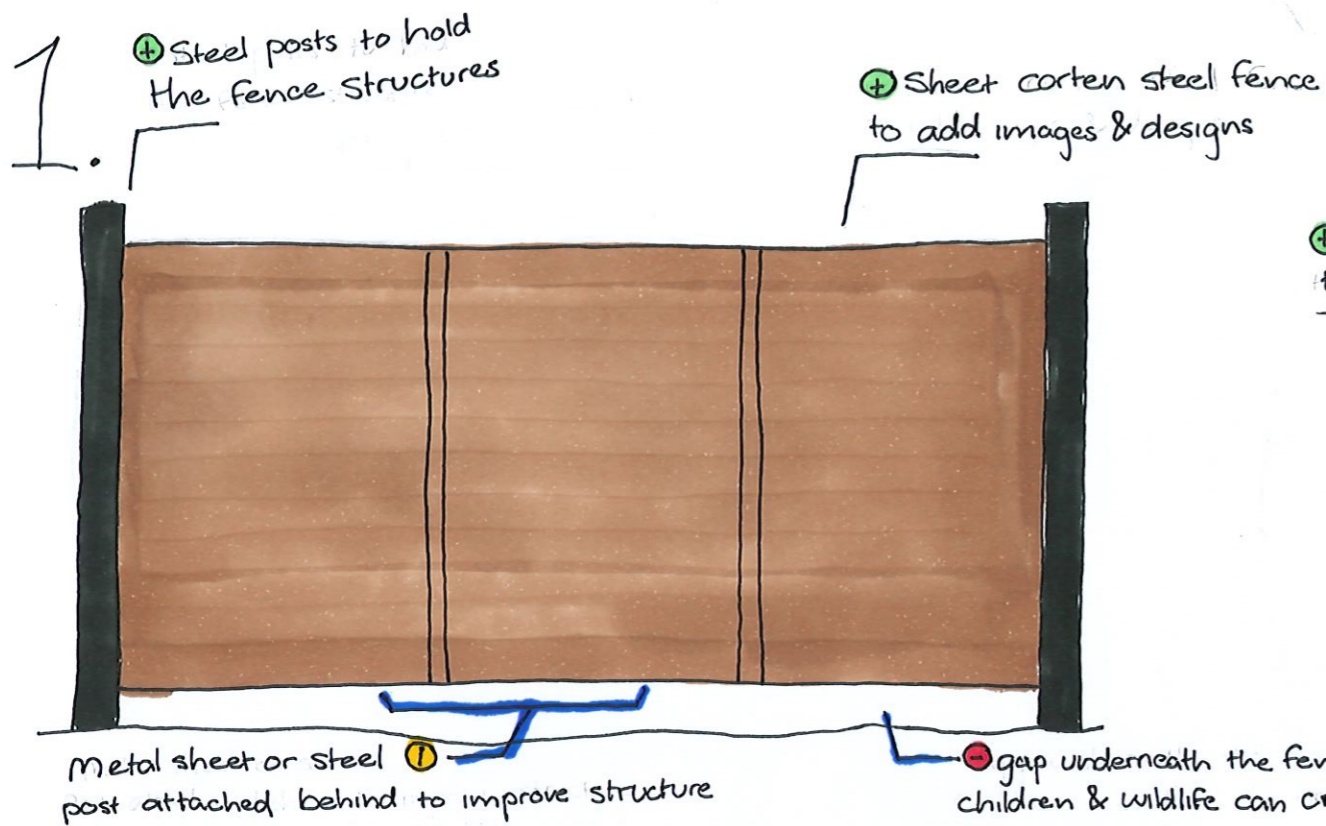 1.
+ Steel posts to hold
the fence structures
+ Sheet corten steel fence
to add images & designs
+
Metal sheet or steel !
post attached behind to improve structure
- gap underneath the
children & wildlife can